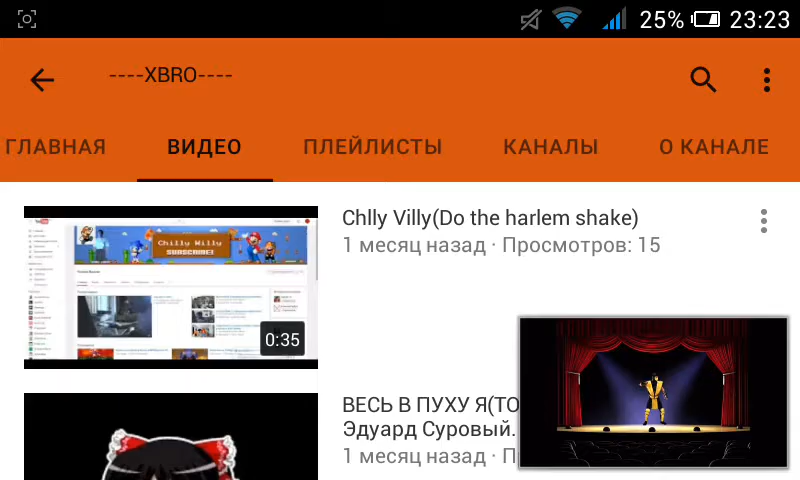 25% 23:23
----XBRO----
ГЛАВНАЯ ВИДЕО ПЛЕЙЛИСТЫ КАНАЛЫ О КАНАЛЕ
Chlly Villy(Do the harlem shake)
1 месяц назад · Просмотров: 15
Chilly Willy
SUBSCRIBE!
0:35
ВЕСЬ В ПУХУ Я(ТО
Эдуард Суровый.
1 месяц назад ·